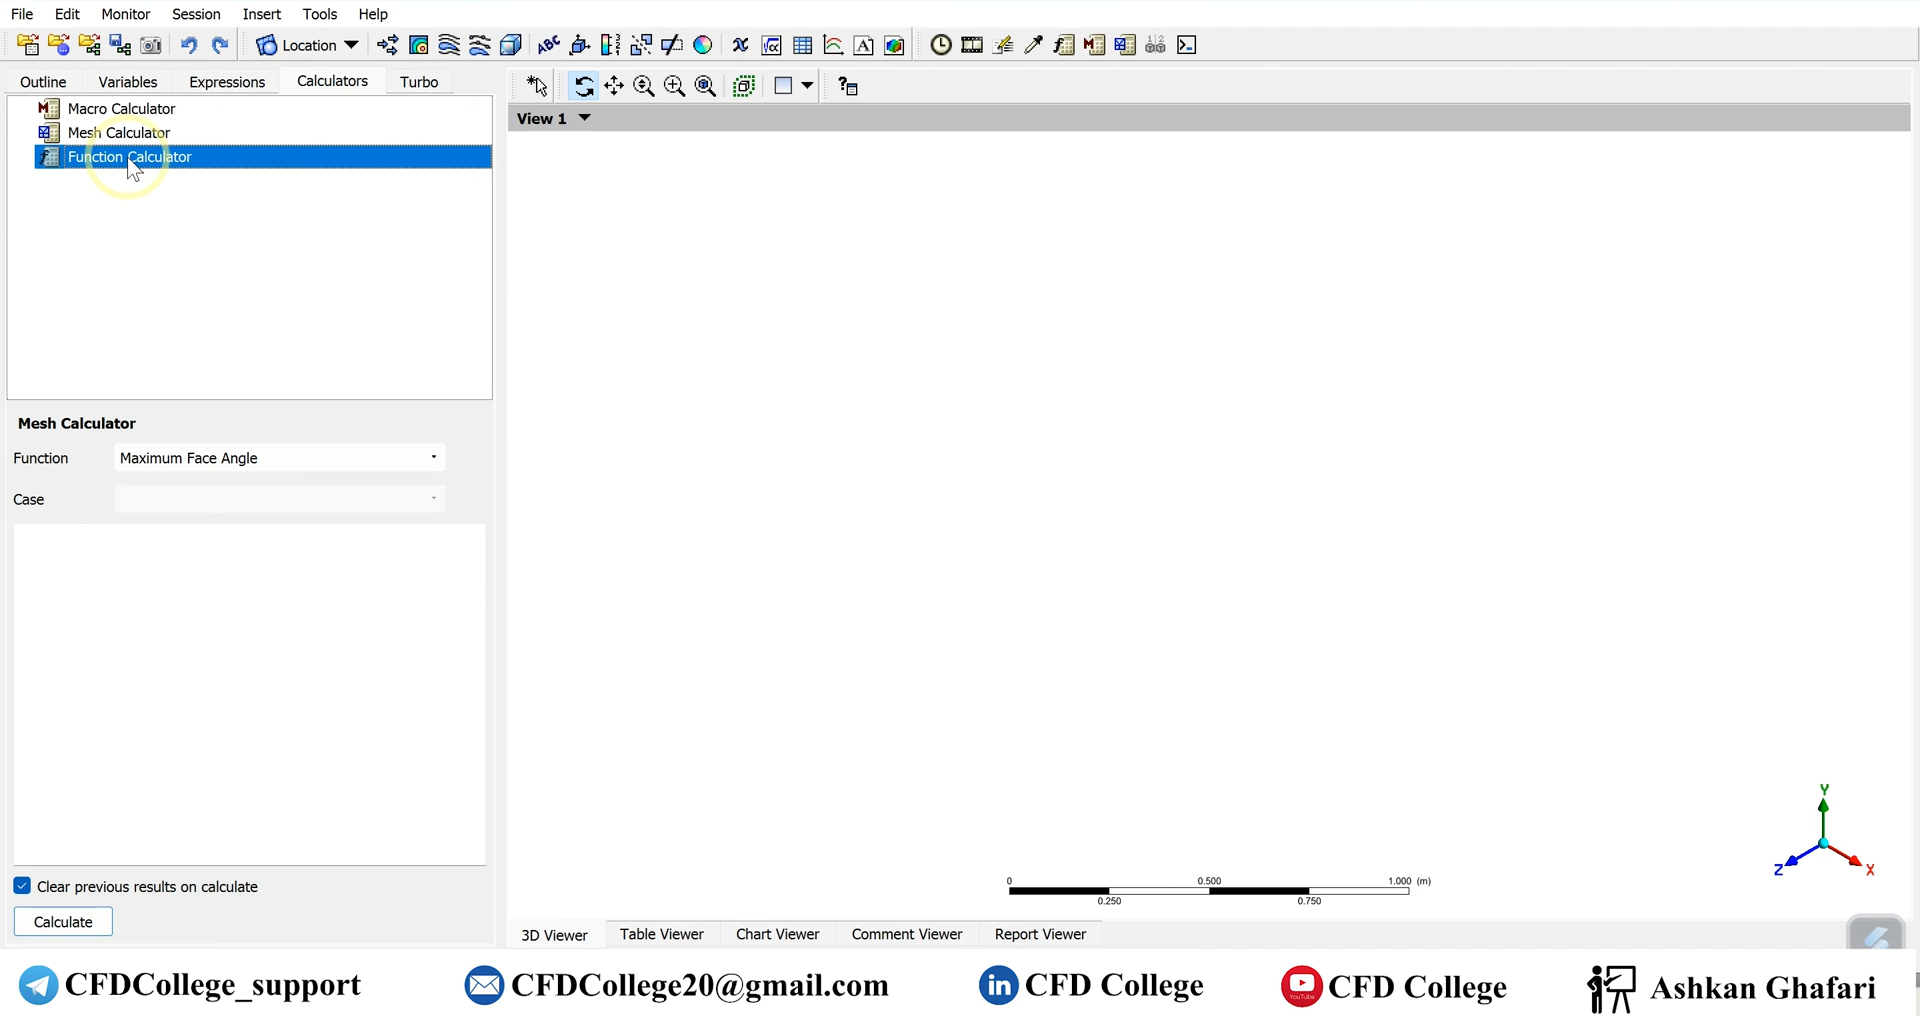 File Edit Monitor Session Insert Tools Help
Location
Outline Variables Expressions Calculators Turbo
Macro Calculator
Mesh Calculator
Function Calculator
View 1
Mesh Calculator
Function Maximum Face Angle
Case
Clear previous results on calculate
Calculate
0 0.500 1.000 (m)
0.250 0.750
Y
Z X
3D Viewer Table Viewer Chart Viewer Comment Viewer Report Viewer
CFDCollege_support CFDCollege20@gmail.com in CFD College YouTube CFD College Ashkan Ghafari